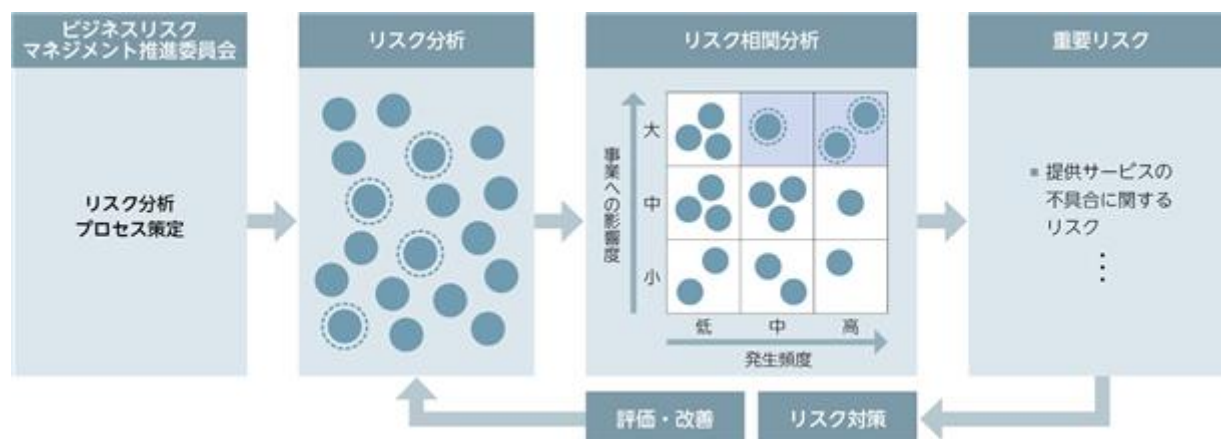 ビジネスリスク
マネジメント推進委員会
リスク分析
プロセス策定
リスク分析
リスク相関分析
事業への影響度
大
中
小
低 中 高
発生頻度
重要リスク
■ 提供サービスの
不具合に関する
リスク
⋮
評価・改善
リスク対策